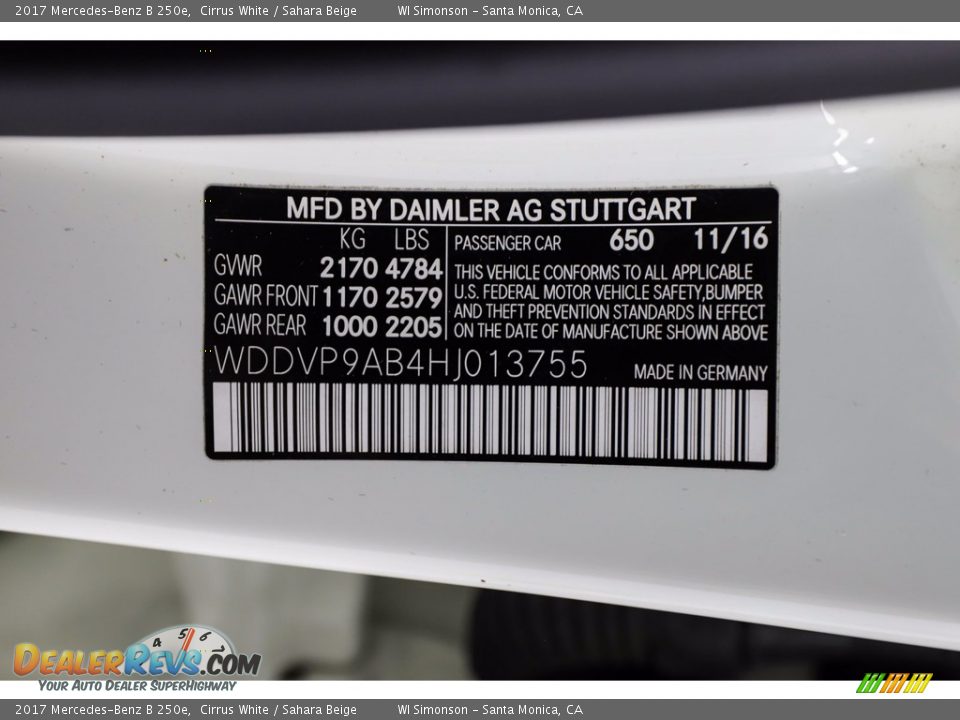 2017 Mercedes-Benz B 250e, Cirrus White / Sahara Beige WI Simonson - Santa Monica, CA
MFD BY DAIMLER AG STUTTGART
KG LBS
GVWR 2170 4784
GAWR FRONT 1170 2579
GAWR REAR 1000 2205
PASSENGER CAR 650 11/16
THIS VEHICLE CONFORMS TO ALL APPLICABLE
U.S. FEDERAL MOTOR VEHICLE SAFETY,BUMPER
AND THEFT PREVENTION STANDARDS IN EFFECT
ON THE DATE OF MANUFACTURE SHOWN ABOVE
WDDVP9AB4HJ013755
MADE IN GERMANY
4 5 6
DEALERREVS.COM
YOUR AUTO DEALER SUPERHIGHWAY
2017 Mercedes-Benz B 250e, Cirrus White / Sahara Beige WI Simonson - Santa Monica, CA